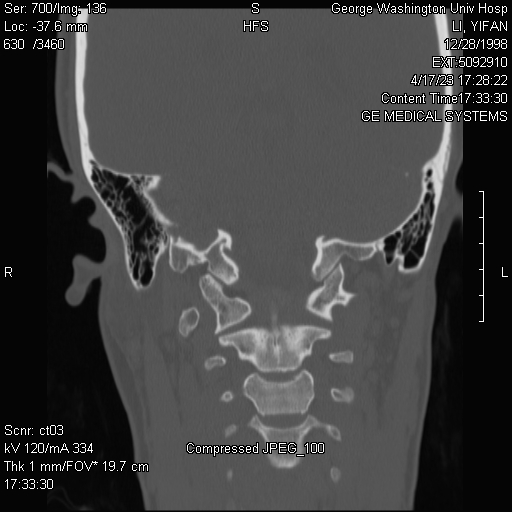 Ser: 700/Img: 136
Loc: -37.6 mm
630 /3460
S
HFS
George Washington Univ Hosp
LI, YIFAN
12/28/1998
EXT:5092910
4/17/23 17:28:22
Content Time17:33:30
GE MEDICAL SYSTEMS
R
L
Scnr: ct03
kV 120/mA 334
Thk 1 mm/FOV* 19.7 cm
17:33:30
Compressed JPEG_100